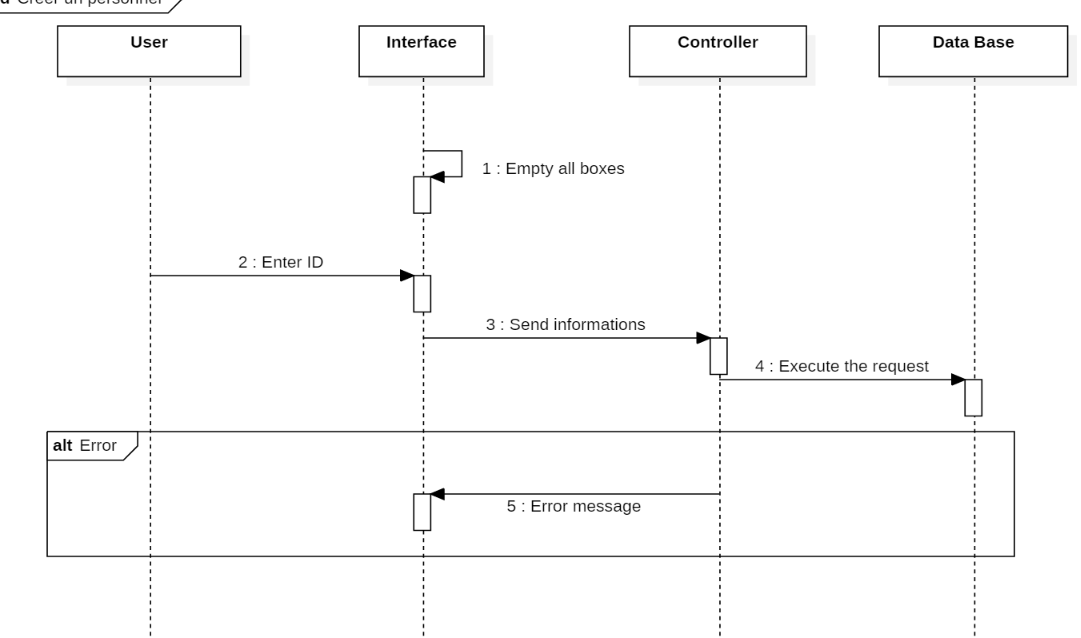 d Créer un personnel
User
Interface
Controller
Data Base
1 : Empty all boxes
2 : Enter ID
3 : Send informations
4 : Execute the request
alt Error
5 : Error message